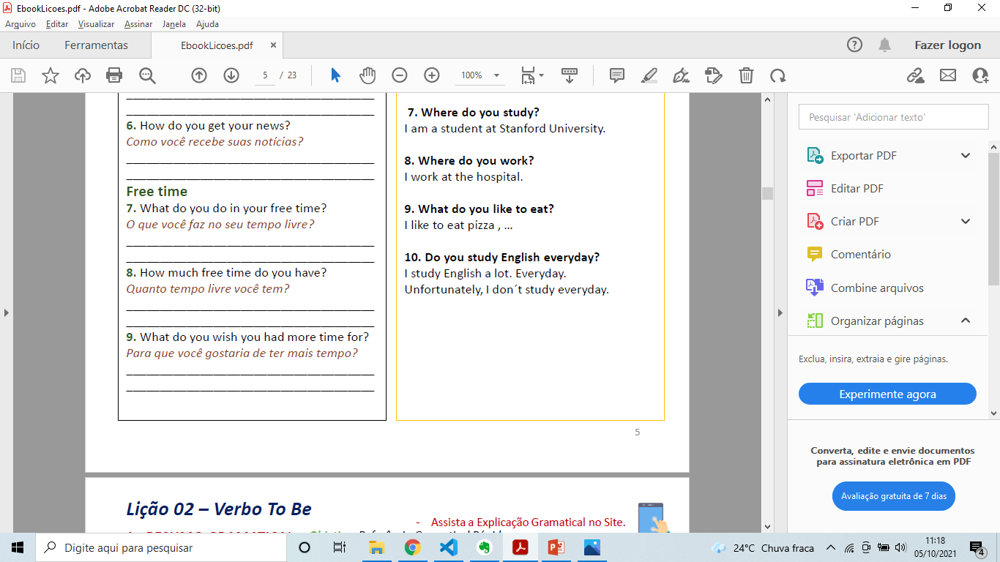 EbookLicoes.pdf - Adobe Acrobat Reader DC (32-bit)
Arquivo Editar Visualizar Assinar Janela Ajuda
Início Ferramentas EbookLicoes.pdf × Fazer logon
5 / 23 100%
6. How do you get your news?
Como você recebe suas notícias?
Free time
7. What do you do in your free time?
O que você faz no seu tempo livre?
8. How much free time do you have?
Quanto tempo livre você tem?
9. What do you wish you had more time for?
Para que você gostaria de ter mais tempo?
7. Where do you study?
I am a student at Stanford University.
8. Where do you work?
I work at the hospital.
9. What do you like to eat?
I like to eat pizza , ...
10. Do you study English everyday?
I study English a lot. Everyday.
Unfortunately, I don´t study everyday.
5
Lição 02 – Verbo To Be
- Assista a Explicação Gramatical no Site.
Pesquisar 'Adicionar texto'
Exportar PDF
Editar PDF
Criar PDF
Comentário
Combine arquivos
Organizar páginas
Exclua, insira, extraia e gire páginas.
Experimente agora
Converta, edite e envie documentos
para assinatura eletrônica em PDF
Avaliação gratuita de 7 dias
Digite aqui para pesquisar
24°C Chuva fraca
11:18
05/10/2021
4